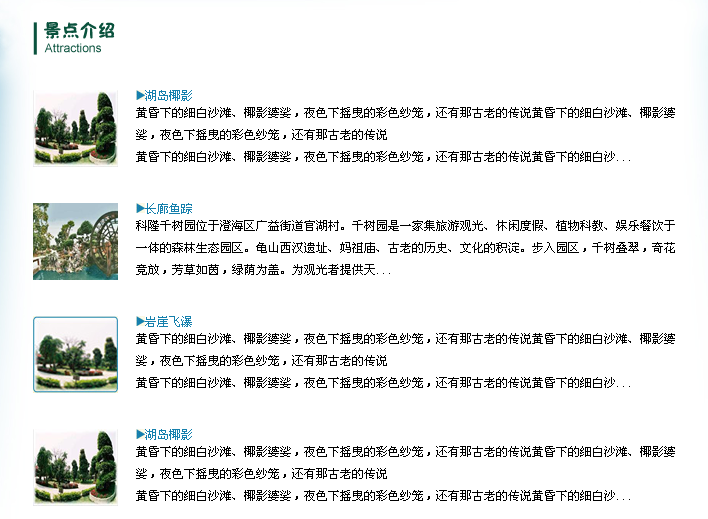 景点介绍
Attractions
湖岛椰影
黄昏下的细白沙滩、椰影婆娑，夜色下摇曳的彩色纱笼，还有那古老的传说黄昏下的细白沙滩、椰影婆
娑，夜色下摇曳的彩色纱笼，还有那古老的传说
黄昏下的细白沙滩、椰影婆娑，夜色下摇曳的彩色纱笼，还有那古老的传说黄昏下的细白沙...
长廊鱼踪
科隆千树园位于澄海区广益街道官湖村。千树园是一家集旅游观光、休闲度假、植物科教、娱乐餐饮于
一体的森林生态园区。龟山西汉遗址、妈祖庙、古老的历史、文化的积淀。步入园区，千树叠翠，奇花
竞放，芳草如茵，绿荫为盖。为观光者提供天...
岩崖飞瀑
黄昏下的细白沙滩、椰影婆娑，夜色下摇曳的彩色纱笼，还有那古老的传说黄昏下的细白沙滩、椰影婆
娑，夜色下摇曳的彩色纱笼，还有那古老的传说
黄昏下的细白沙滩、椰影婆娑，夜色下摇曳的彩色纱笼，还有那古老的传说黄昏下的细白沙...
湖岛椰影
黄昏下的细白沙滩、椰影婆娑，夜色下摇曳的彩色纱笼，还有那古老的传说黄昏下的细白沙滩、椰影婆
娑，夜色下摇曳的彩色纱笼，还有那古老的传说
黄昏下的细白沙滩、椰影婆娑，夜色下摇曳的彩色纱笼，还有那古老的传说黄昏下的细白沙...